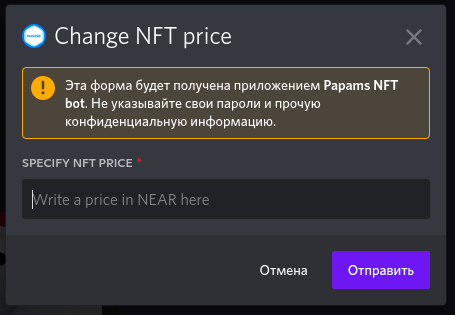 Change NFT price
Эта форма будет получена приложением Papams NFT
bot. Не указывайте свои пароли и прочую
конфиденциальную информацию.
SPECIFY NFT PRICE *
Write a price in NEAR here
Отмена Отправить